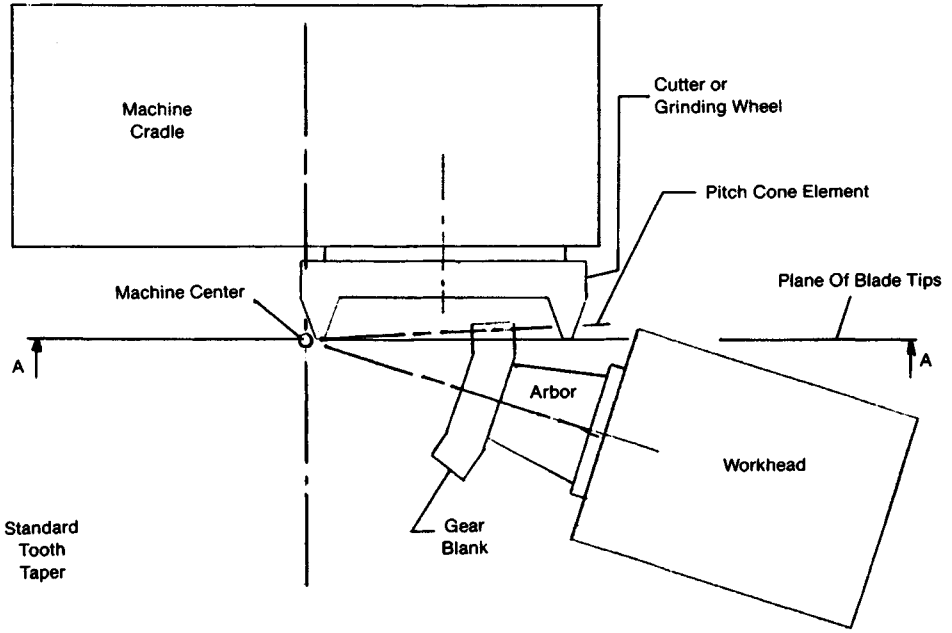 Machine
Cradle
Cutter or
Grinding Wheel
Pitch Cone Element
Machine Center
Plane Of Blade Tips
A
A
Arbor
Workhead
Gear
Blank
Standard
Tooth
Taper